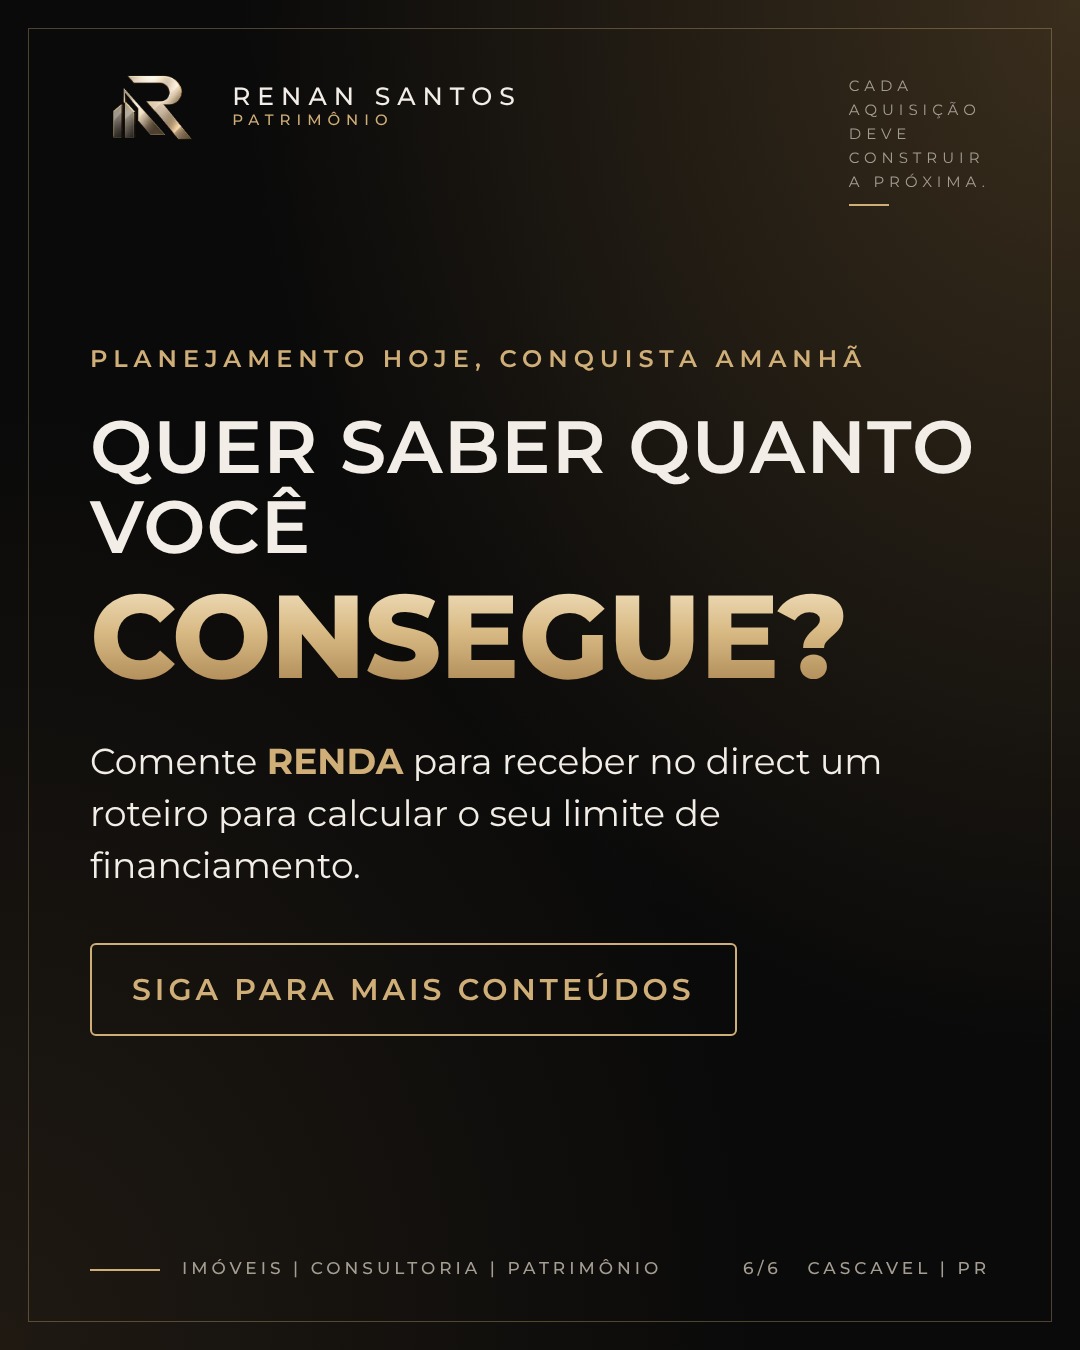 RENAN SANTOS
PATRIMÔNIO
CADA
AQUISIÇÃO
DEVE
CONSTRUIR
A PRÓXIMA.
PLANEJAMENTO HOJE, CONQUISTA AMANHÃ
QUER SABER QUANTO
VOCÊ
CONSEGUE?
Comente RENDA para receber no direct um
roteiro para calcular o seu limite de
financiamento.
SIGA PARA MAIS CONTEÚDOS
IMÓVEIS | CONSULTORIA | PATRIMÔNIO
6/6 CASCAVEL | PR